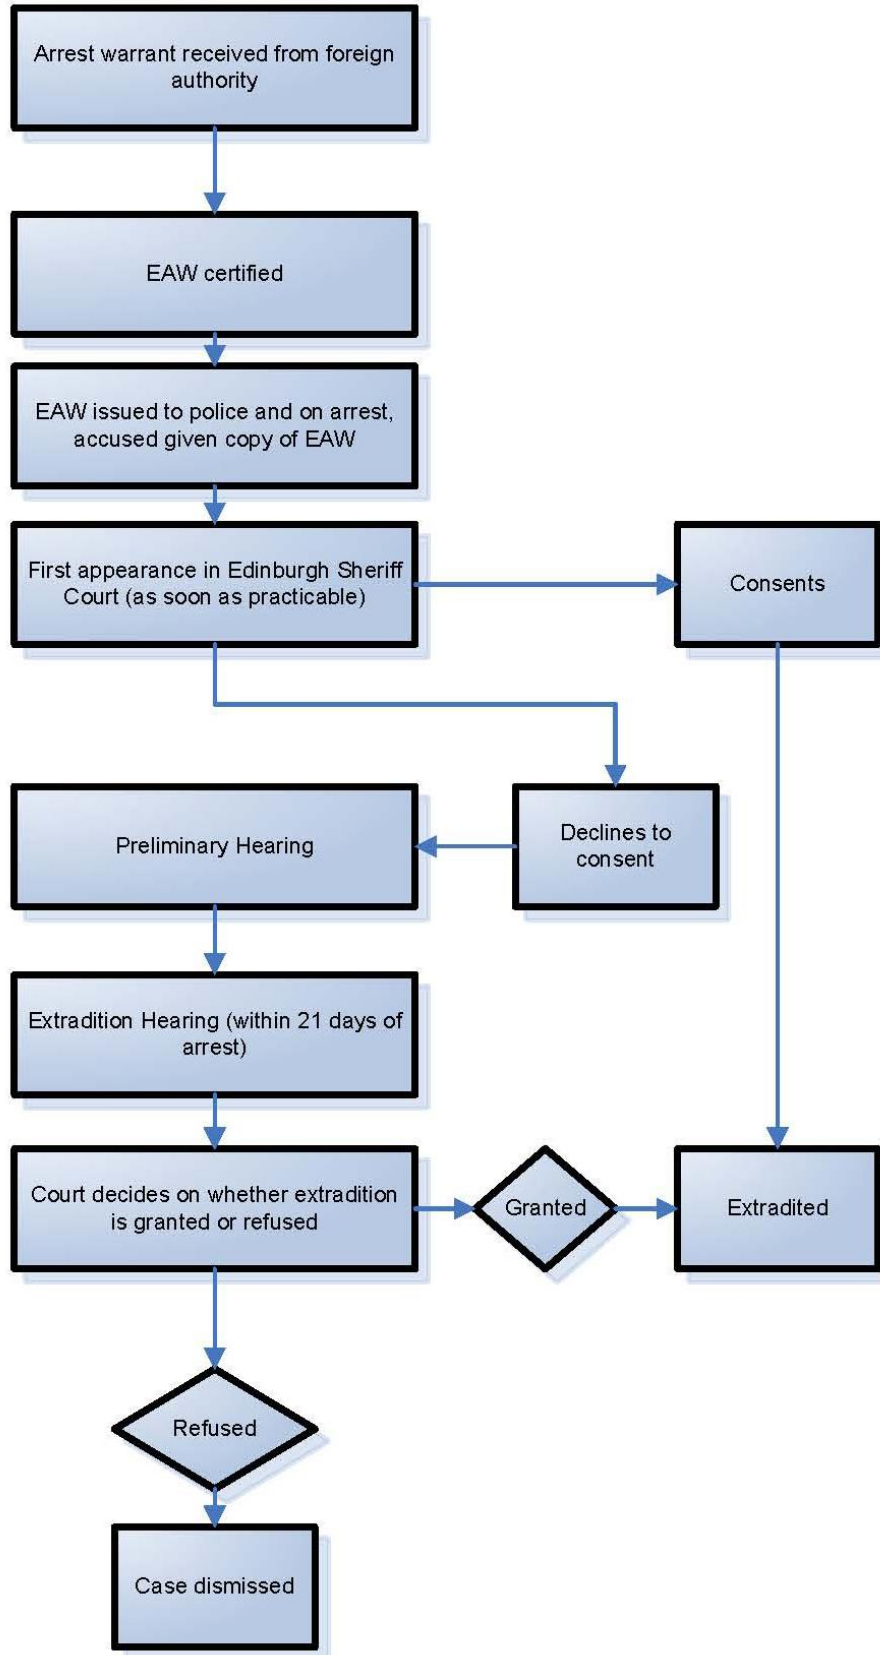 Arrest warrant received from foreign
authority
EAW certified
EAW issued to police and on arrest,
accused given copy of EAW
First appearance in Edinburgh Sheriff
Court (as soon as practicable)
Consents
Declines to
consent
Preliminary Hearing
Extradition Hearing (within 21 days of
arrest)
Court decides on whether extradition
is granted or refused
Granted
Extradited
Refused
Case dismissed